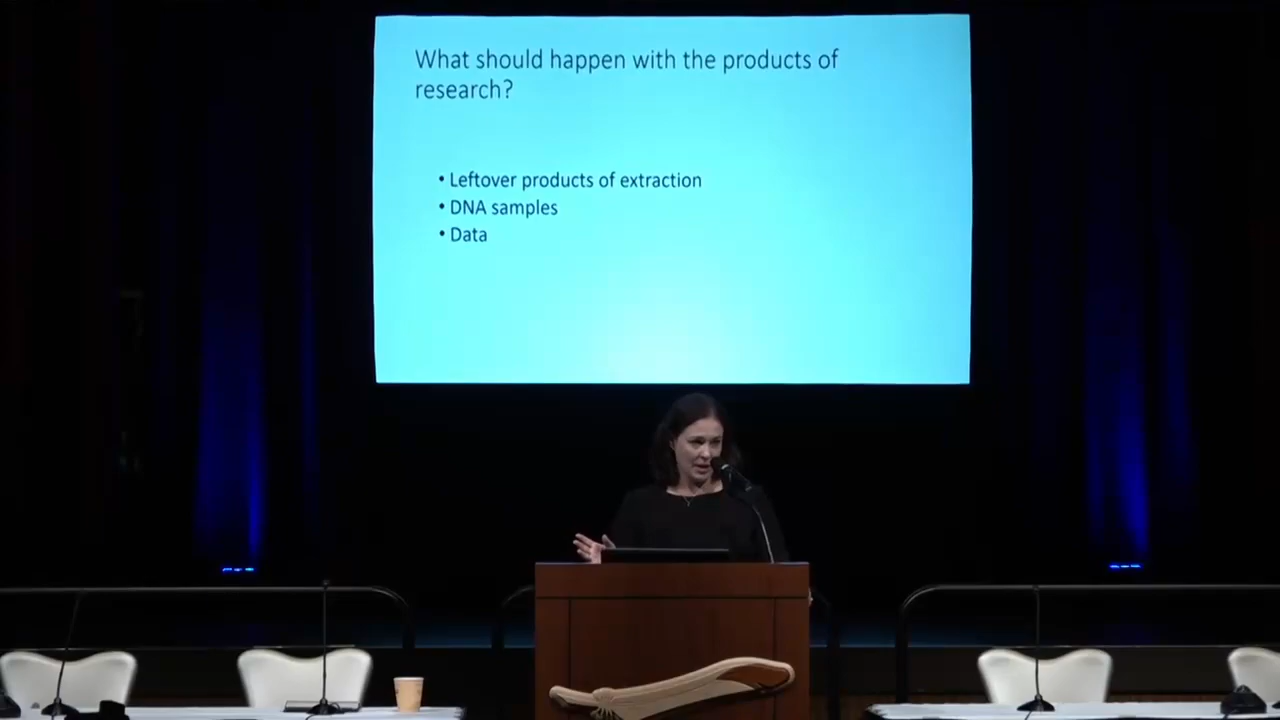 What should happen with the products of
research?
• Leftover products of extraction
• DNA samples
• Data